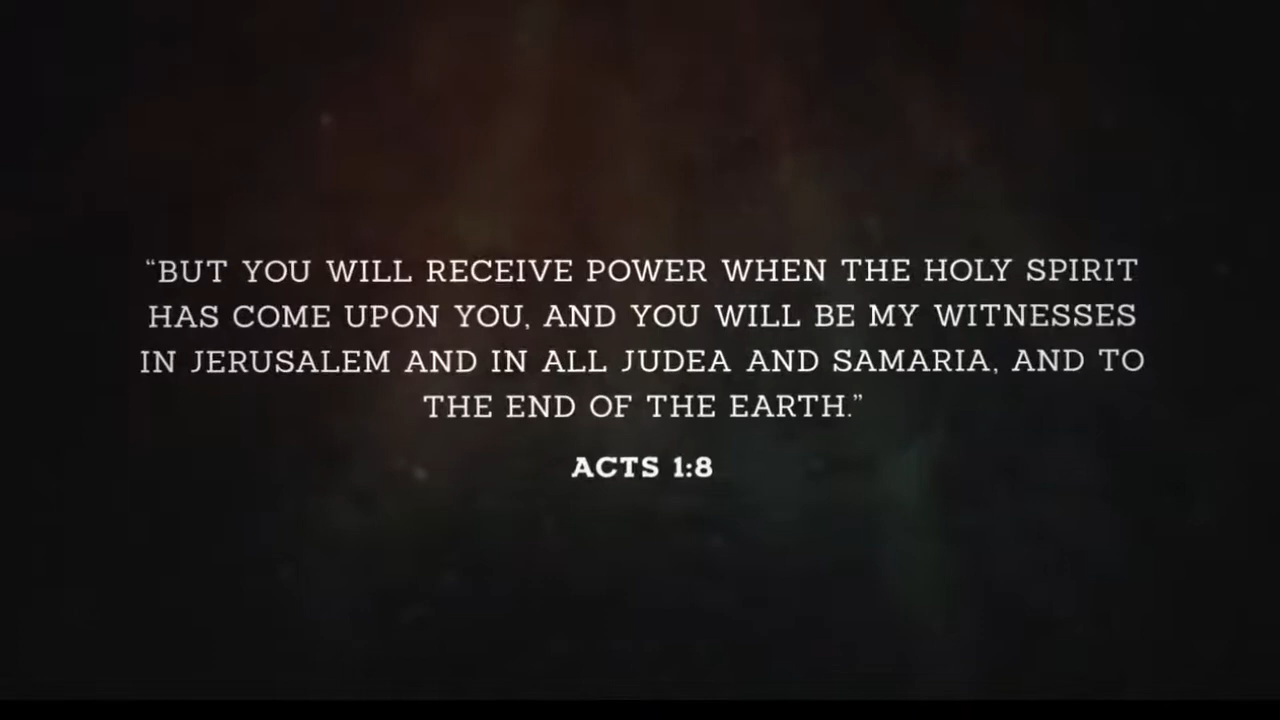 “BUT YOU WILL RECEIVE POWER WHEN THE HOLY SPIRIT
HAS COME UPON YOU, AND YOU WILL BE MY WITNESSES
IN JERUSALEM AND IN ALL JUDEA AND SAMARIA, AND TO
THE END OF THE EARTH.”
ACTS 1:8